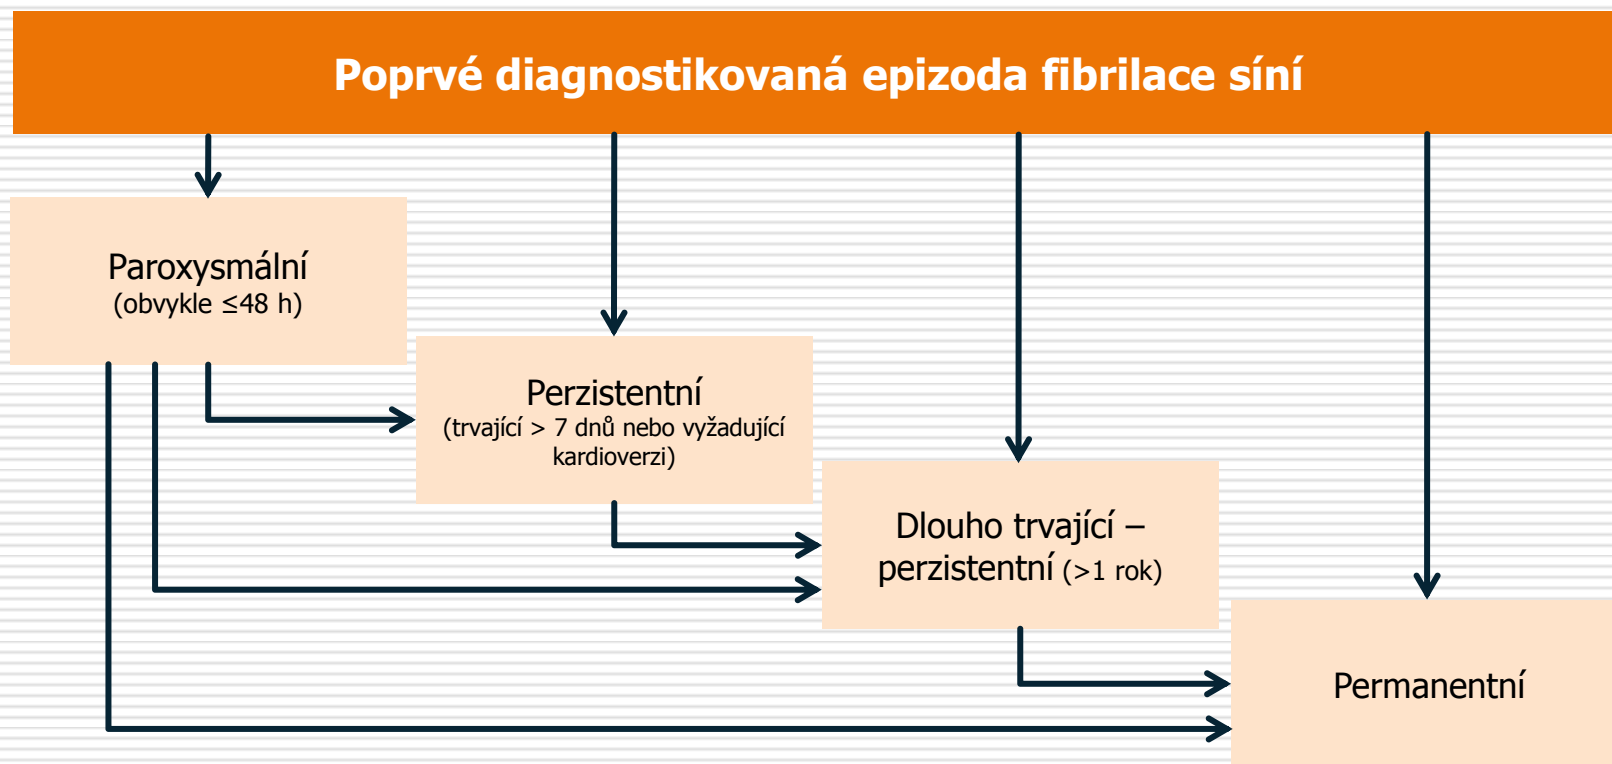 Poprvé diagnostikovaná epizoda fibrilace síní
Paroxysmální
(obvykle ≤48 h)
Perzistentní
(trvající > 7 dnů nebo vyžadující
kardioverzi)
Dlouho trvající –
perzistentní (>1 rok)
Permanentní